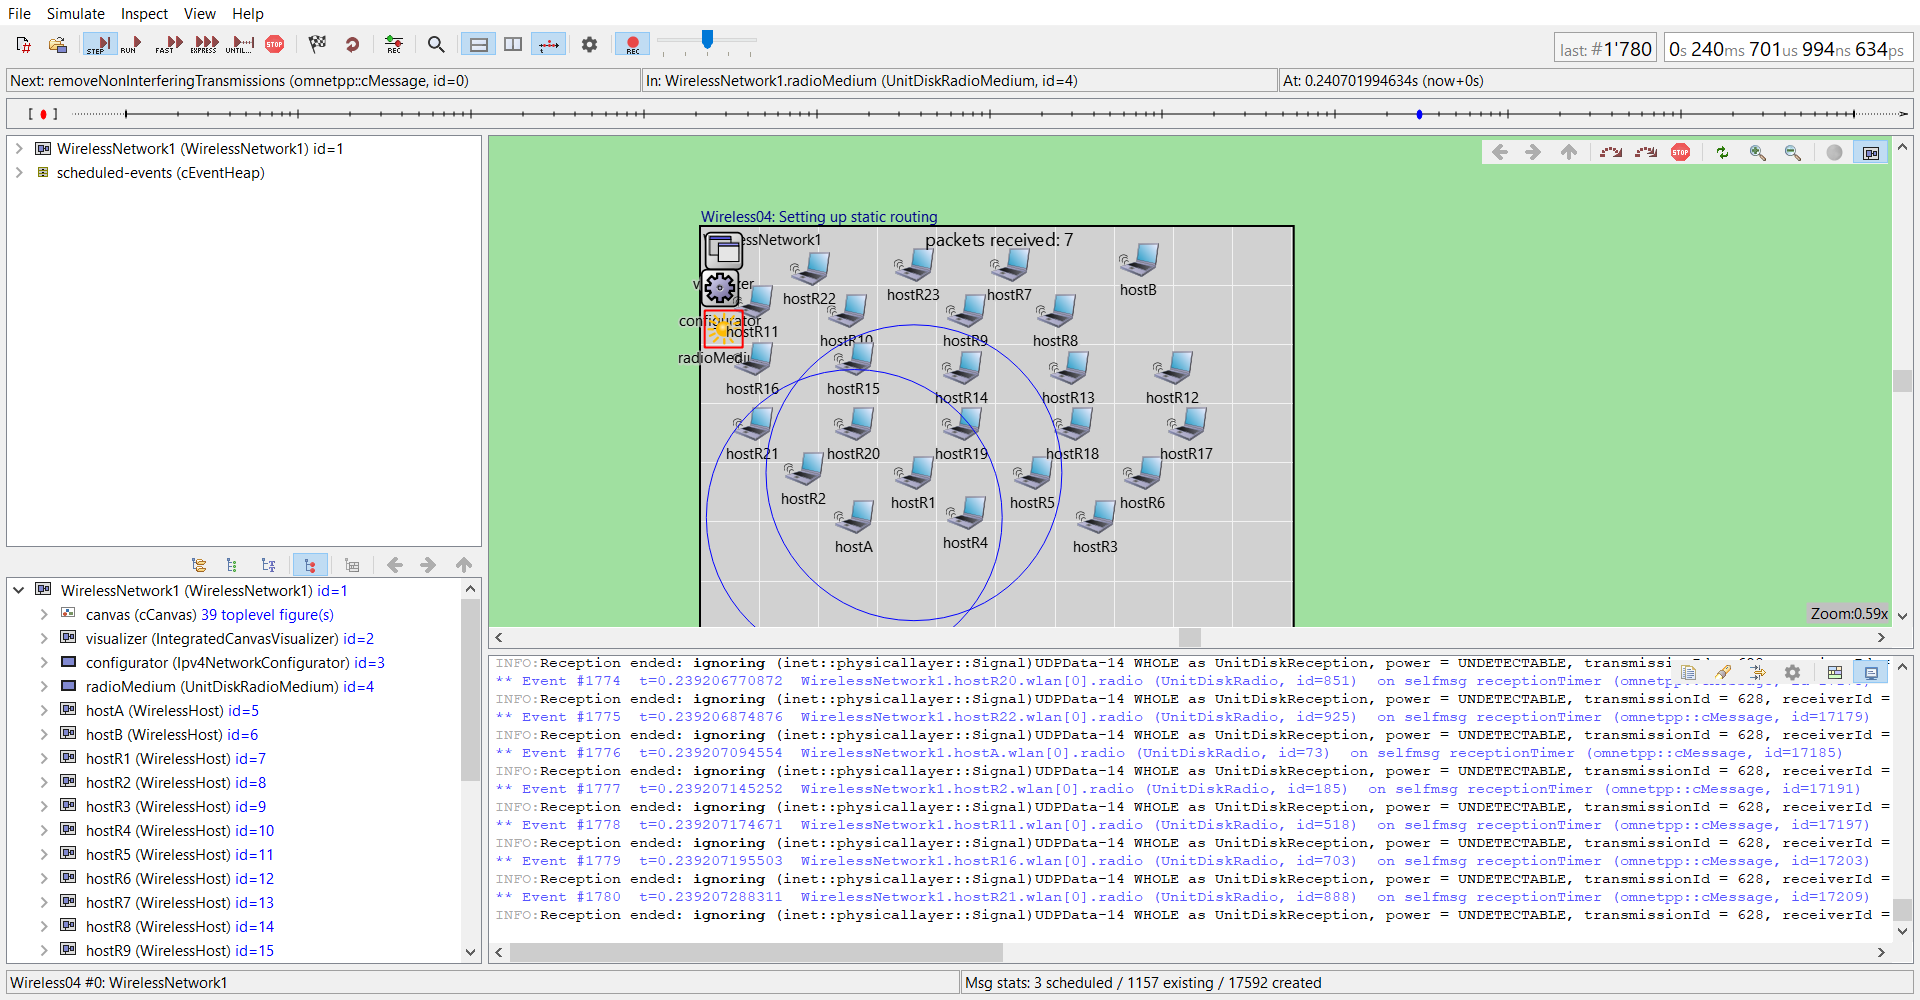 File Simulate Inspect View Help
STEP RUN FAST EXPRESS UNTIL... STOP REC REC
last: #1'780 0s 240ms 701us 994ns 634ps
Next: removeNonInterferingTransmissions (omnetpp::cMessage, id=0) In: WirelessNetwork1.radioMedium (UnitDiskRadioMedium, id=4) At: 0.240701994634s (now+0s)
WirelessNetwork1 (WirelessNetwork1) id=1
scheduled-events (cEventHeap)
WirelessNetwork1 (WirelessNetwork1) id=1
canvas (cCanvas) 39 toplevel figure(s)
visualizer (IntegratedCanvasVisualizer) id=2
configurator (Ipv4NetworkConfigurator) id=3
radioMedium (UnitDiskRadioMedium) id=4
hostA (WirelessHost) id=5
hostB (WirelessHost) id=6
hostR1 (WirelessHost) id=7
hostR2 (WirelessHost) id=8
hostR3 (WirelessHost) id=9
hostR4 (WirelessHost) id=10
hostR5 (WirelessHost) id=11
hostR6 (WirelessHost) id=12
hostR7 (WirelessHost) id=13
hostR8 (WirelessHost) id=14
hostR9 (WirelessHost) id=15
STOP
Wireless04: Setting up static routing
essNetwork1 packets received: 7
hostR22 hostR23 hostR7 hostB
configurator
hostR11 hostR10 hostR9 hostR8
radioMedi
hostR16 hostR15 hostR14 hostR13 hostR12
hostR21 hostR20 hostR19 hostR18 hostR17
hostR2 hostR1 hostR5 hostR6
hostA hostR4 hostR3
Zoom:0.59x
INFO:Reception ended: ignoring (inet::physicallayer::Signal)UDPData-14 WHOLE as UnitDiskReception, power = UNDETECTABLE, transmissionId = 628, receiverId =
** Event #1774 t=0.239206770872 WirelessNetwork1.hostR20.wlan[0].radio (UnitDiskRadio, id=851) on selfmsg receptionTimer (omnetpp::cMessage,
INFO:Reception ended: ignoring (inet::physicallayer::Signal)UDPData-14 WHOLE as UnitDiskReception, power = UNDETECTABLE, transmissionId = 628, receiverId =
** Event #1775 t=0.239206874876 WirelessNetwork1.hostR22.wlan[0].radio (UnitDiskRadio, id=925) on selfmsg receptionTimer (omnetpp::cMessage, id=17179)
INFO:Reception ended: ignoring (inet::physicallayer::Signal)UDPData-14 WHOLE as UnitDiskReception, power = UNDETECTABLE, transmissionId = 628, receiverId =
** Event #1776 t=0.239207094554 WirelessNetwork1.hostA.wlan[0].radio (UnitDiskRadio, id=73) on selfmsg receptionTimer (omnetpp::cMessage, id=17185)
INFO:Reception ended: ignoring (inet::physicallayer::Signal)UDPData-14 WHOLE as UnitDiskReception, power = UNDETECTABLE, transmissionId = 628, receiverId =
** Event #1777 t=0.239207145252 WirelessNetwork1.hostR2.wlan[0].radio (UnitDiskRadio, id=185) on selfmsg receptionTimer (omnetpp::cMessage, id=17191)
INFO:Reception ended: ignoring (inet::physicallayer::Signal)UDPData-14 WHOLE as UnitDiskReception, power = UNDETECTABLE, transmissionId = 628, receiverId =
** Event #1778 t=0.239207174671 WirelessNetwork1.hostR11.wlan[0].radio (UnitDiskRadio, id=518) on selfmsg receptionTimer (omnetpp::cMessage, id=17197)
INFO:Reception ended: ignoring (inet::physicallayer::Signal)UDPData-14 WHOLE as UnitDiskReception, power = UNDETECTABLE, transmissionId = 628, receiverId =
** Event #1779 t=0.239207195503 WirelessNetwork1.hostR16.wlan[0].radio (UnitDiskRadio, id=703) on selfmsg receptionTimer (omnetpp::cMessage, id=17203)
INFO:Reception ended: ignoring (inet::physicallayer::Signal)UDPData-14 WHOLE as UnitDiskReception, power = UNDETECTABLE, transmissionId = 628, receiverId =
** Event #1780 t=0.239207288311 WirelessNetwork1.hostR21.wlan[0].radio (UnitDiskRadio, id=888) on selfmsg receptionTimer (omnetpp::cMessage, id=17209)
INFO:Reception ended: ignoring (inet::physicallayer::Signal)UDPData-14 WHOLE as UnitDiskReception, power = UNDETECTABLE, transmissionId = 628, receiverId =
Wireless04 #0: WirelessNetwork1 Msg stats: 3 scheduled / 1157 existing / 17592 created